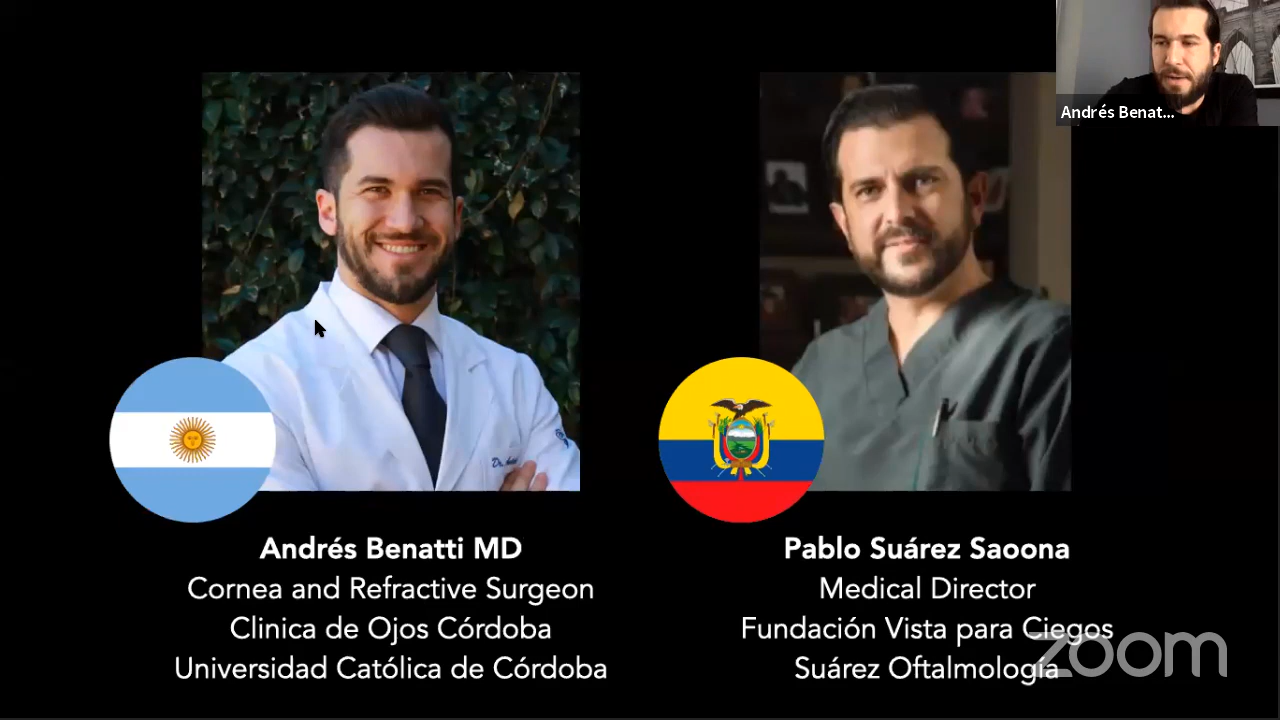 Andrés Benat...
Dr.
Andrés Benatti MD
Cornea and Refractive Surgeon
Clinica de Ojos Córdoba
Universidad Católica de Córdoba
Pablo Suárez Saoona
Medical Director
Fundación Vista para Ciegos
Suárez Oftalmología
zoom